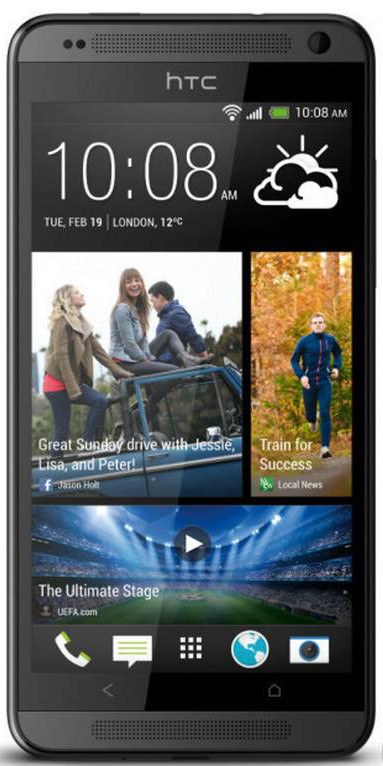 hTC
10:08 AM
10:08 AM
TUE, FEB 19 | LONDON, 12°C
Great Sunday drive with Jessie,
Lisa, and Peter!
f Jason Holt
Train for
Success
Local News
The Ultimate Stage
UEFA.com